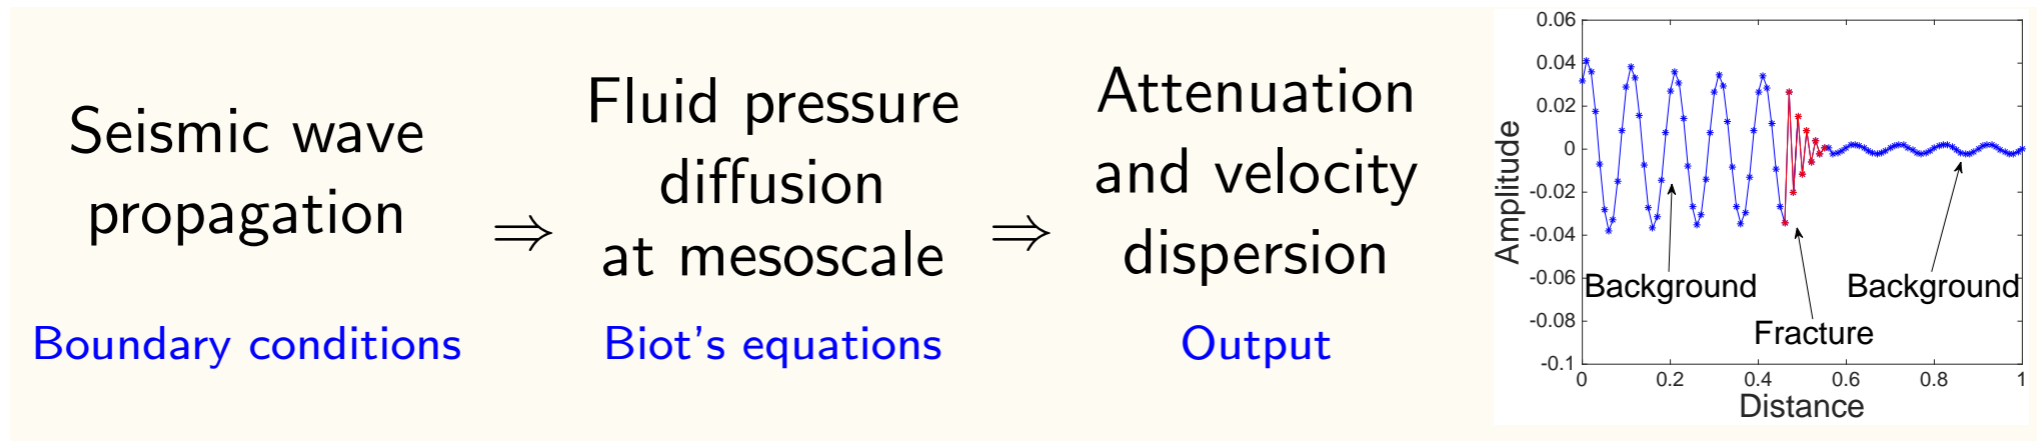 Seismic wave
propagation
Boundary conditions
⇒
Fluid pressure
diffusion
at mesoscale
Biot's equations
⇒
Attenuation
and velocity
dispersion
Output
0.06
0.04
0.02
0
-0.02
-0.04
-0.06
-0.08
-0.1
Amplitude
Background
Background
Fracture
0 0.2 0.4 0.6 0.8 1
Distance